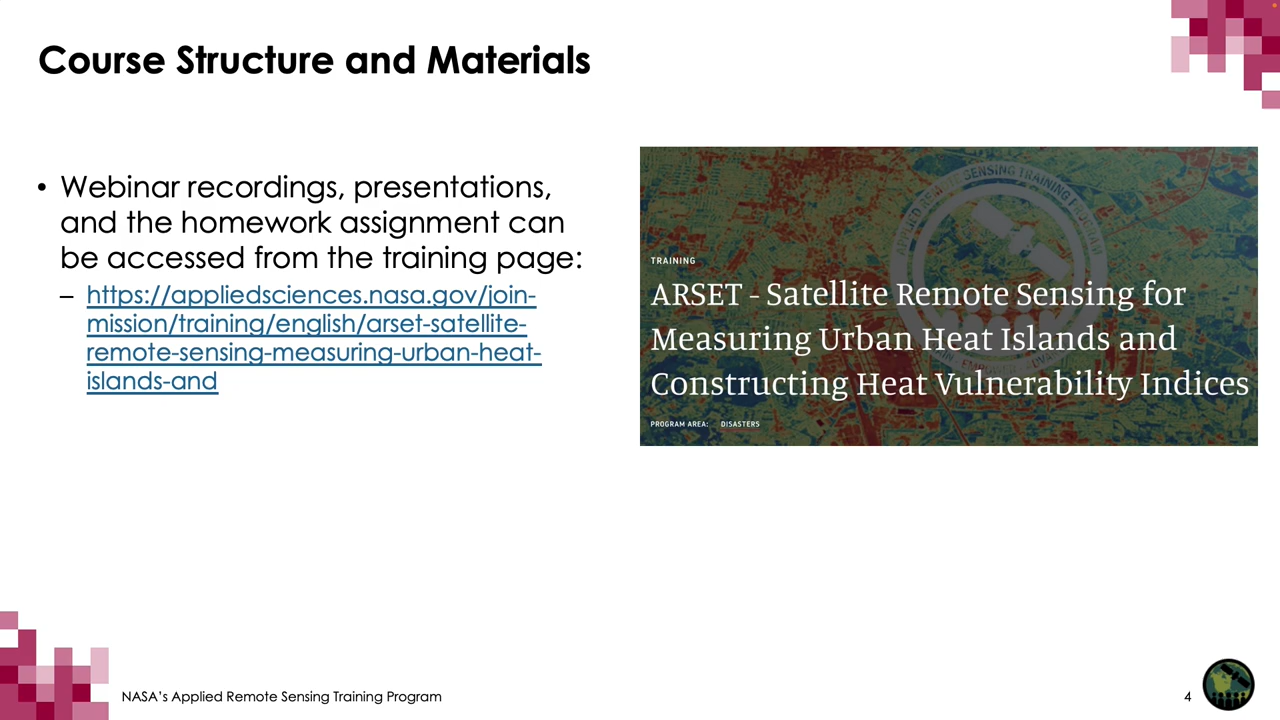 Course Structure and Materials
• Webinar recordings, presentations,
and the homework assignment can
be accessed from the training page:
– https://appliedsciences.nasa.gov/join-
mission/training/english/arset-satellite-
remote-sensing-measuring-urban-heat-
islands-and
SENSING TRAINING PROGRAM
TRAINING
ARSET - Satellite Remote Sensing for
Measuring Urban Heat Islands and
Constructing Heat Vulnerability Indices
PROGRAM AREA: DISASTERS
NASA’s Applied Remote Sensing Training Program
4